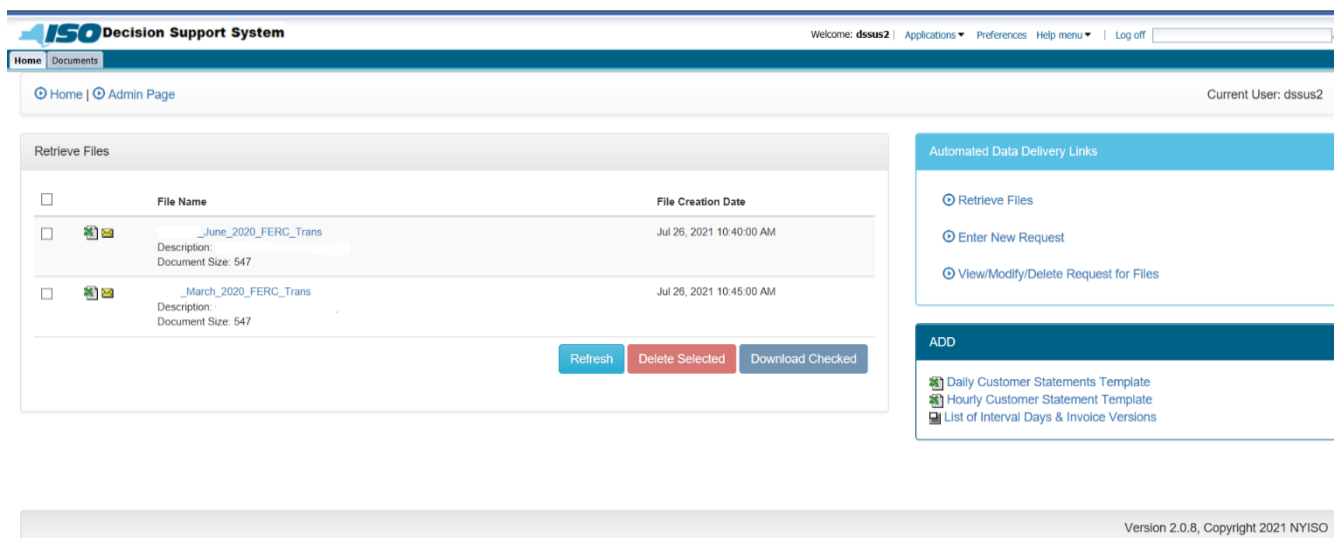 ISO Decision Support System
Welcome: dssus2 | Applications Preferences Help menu | Log off
Home Documents
Home | Admin Page
Current User: dssus2
Retrieve Files
File Name File Creation Date
_June_2020_FERC_Trans Jul 26, 2021 10:40:00 AM
Description:
Document Size: 547
_March_2020_FERC_Trans Jul 26, 2021 10:45:00 AM
Description:
Document Size: 547
Refresh Delete Selected Download Checked
Automated Data Delivery Links
Retrieve Files
Enter New Request
View/Modify/Delete Request for Files
ADD
Daily Customer Statements Template
Hourly Customer Statement Template
List of Interval Days & Invoice Versions
Version 2.0.8, Copyright 2021 NYISO